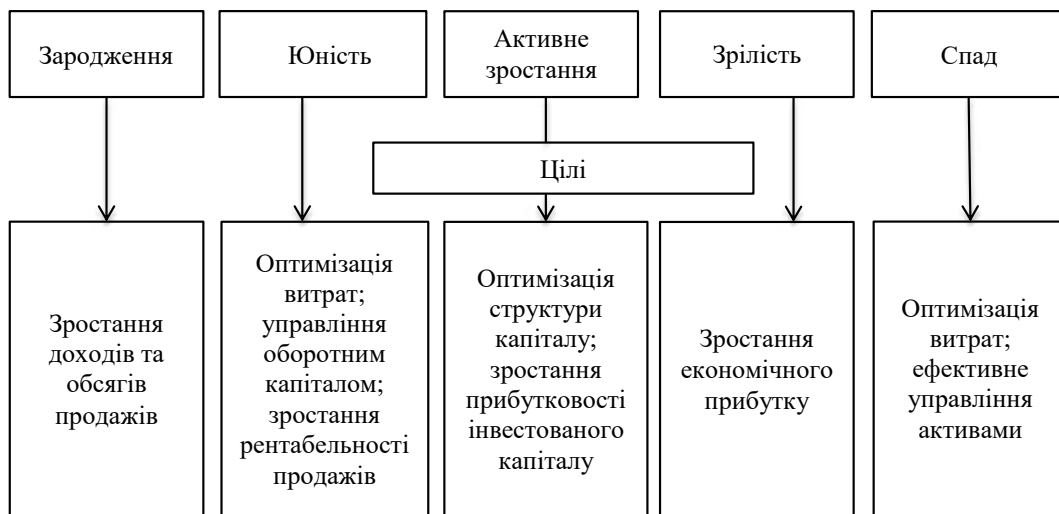 Зародження
Юність
Активне
зростання
Зрілість
Спад
Цілі
Зростання
доходів та
обсягів
продажів
Оптимізація
витрат;
управління
оборотним
капіталом;
зростання
рентабельності
продажів
Оптимізація
структури
капіталу;
зростання
прибутковості
інвестованого
капіталу
Зростання
економічного
прибутку
Оптимізація
витрат;
ефективне
управління
активами